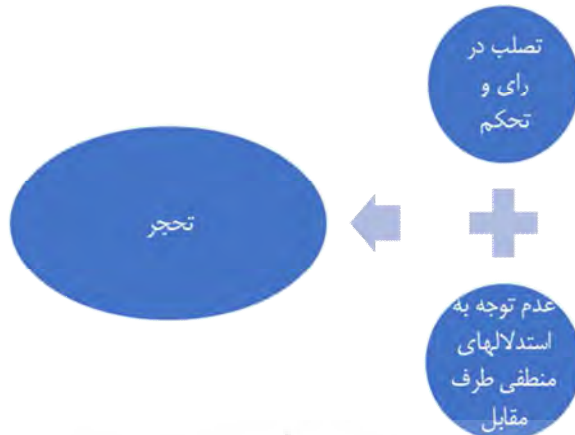 تصلب در
رای و
تحکم
تحجر
عدم توجه به
استدلالهای
منطفی طرف
مقابل